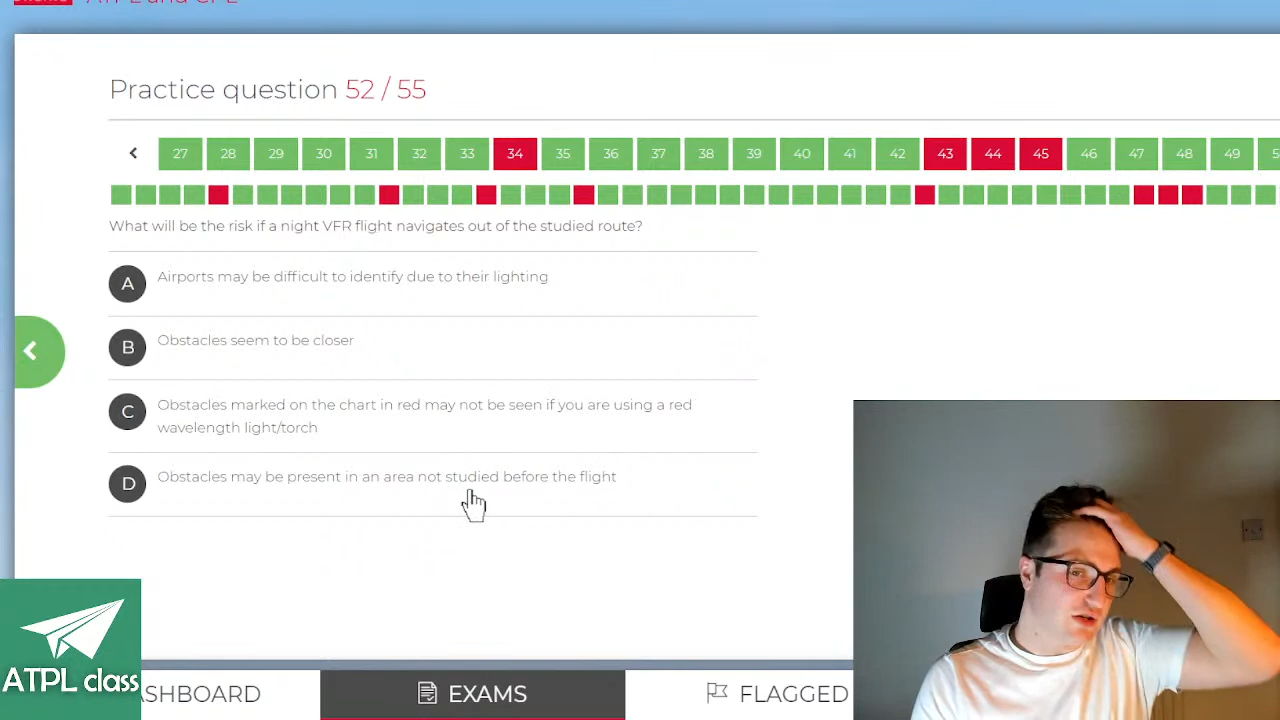 ATPL and CPL
Practice question 52 / 55
27 28 29 30 31 32 33 34 35 36 37 38 39 40 41 42 43 44 45 46 47 48 49
What will be the risk if a night VFR flight navigates out of the studied route?
A Airports may be difficult to identify due to their lighting
B Obstacles seem to be closer
C Obstacles marked on the chart in red may not be seen if you are using a red
wavelength light/torch
D Obstacles may be present in an area not studied before the flight
ATPL class
ASHBOARD EXAMS FLAGGED